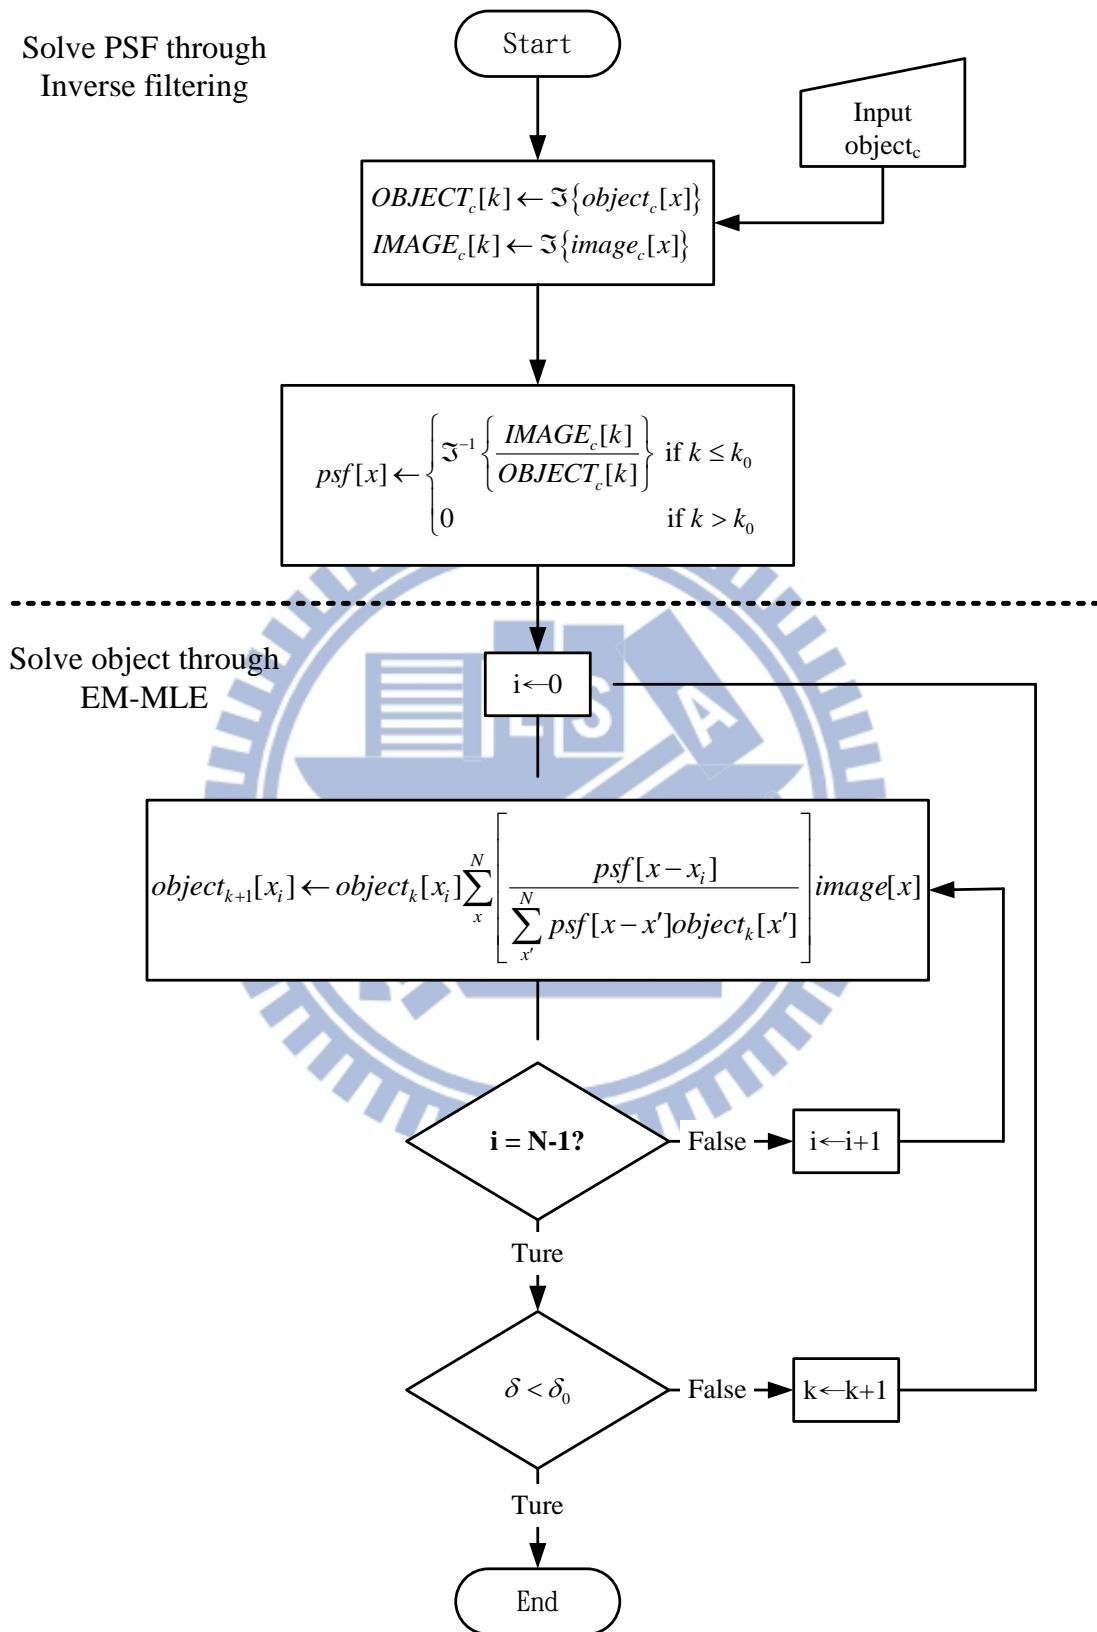 Solve PSF through
Inverse filtering
Start
Input
object_c
OBJECT_c[k] ← ℑ{object_c[x]}
IMAGE_c[k] ← ℑ{image_c[x]}
psf[x] ← { ℑ⁻¹ { IMAGE_c[k] / OBJECT_c[k] } if k ≤ k_0
0 if k > k_0
Solve object through
EM-MLE
i←0
E S A
object_{k+1}[x_i] ← object_k[x_i] ∑_x^N [ psf[x − x_i] / ∑_{x′}^N psf[x − x′]object_k[x′] ] image[x]
i = N-1?
False
i←i+1
Ture
δ < δ_0
False
k←k+1
Ture
End